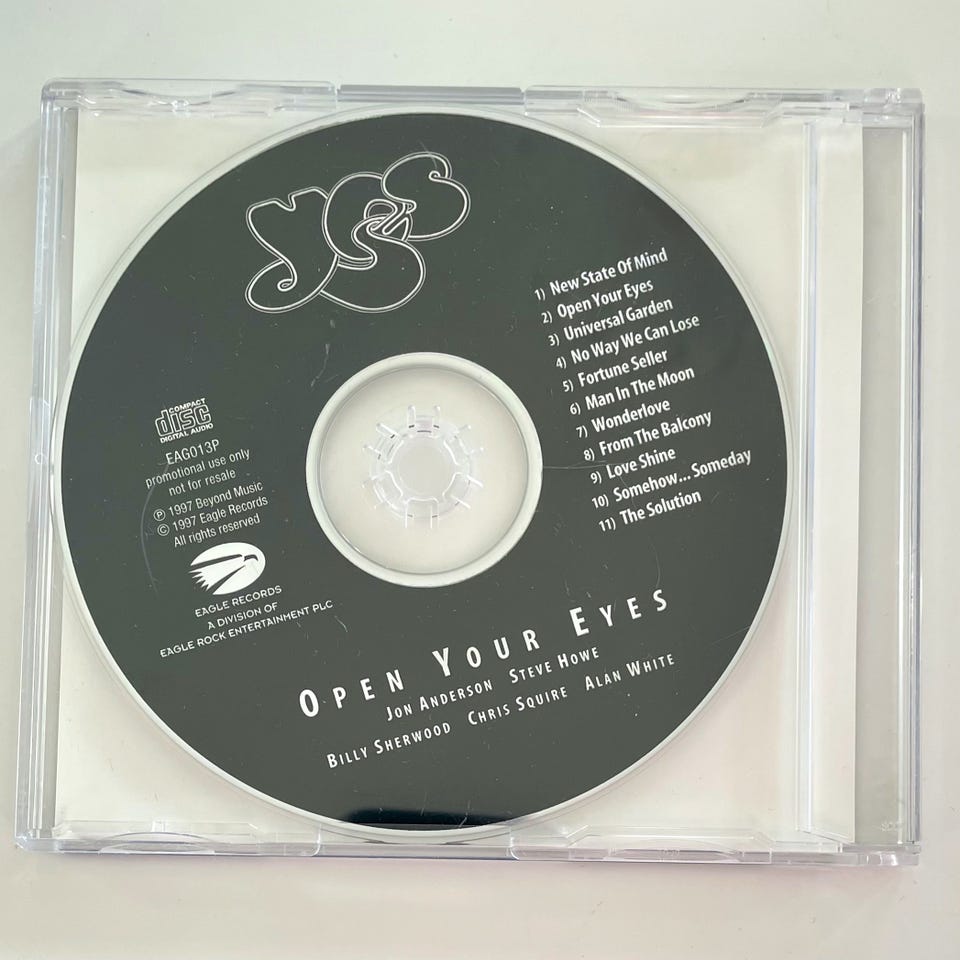 Yes
1) New State Of Mind
2) Open Your Eyes
3) Universal Garden
4) No Way We Can Lose
5) Fortune Seller
6) Man In The Moon
7) Wonderlove
8) From The Balcony
9) Love Shine
10) Somehow... Someday
11) The Solution
COMPACT
disc
DIGITAL AUDIO
EAG013P
promotional use only
not for resale
℗ 1997 Beyond Music
© 1997 Eagle Records
All rights reserved
EAGLE RECORDS
A DIVISION OF
EAGLE ROCK ENTERTAINMENT PLC
OPEN YOUR EYES
JON ANDERSON STEVE HOWE
BILLY SHERWOOD CHRIS SQUIRE ALAN WHITE